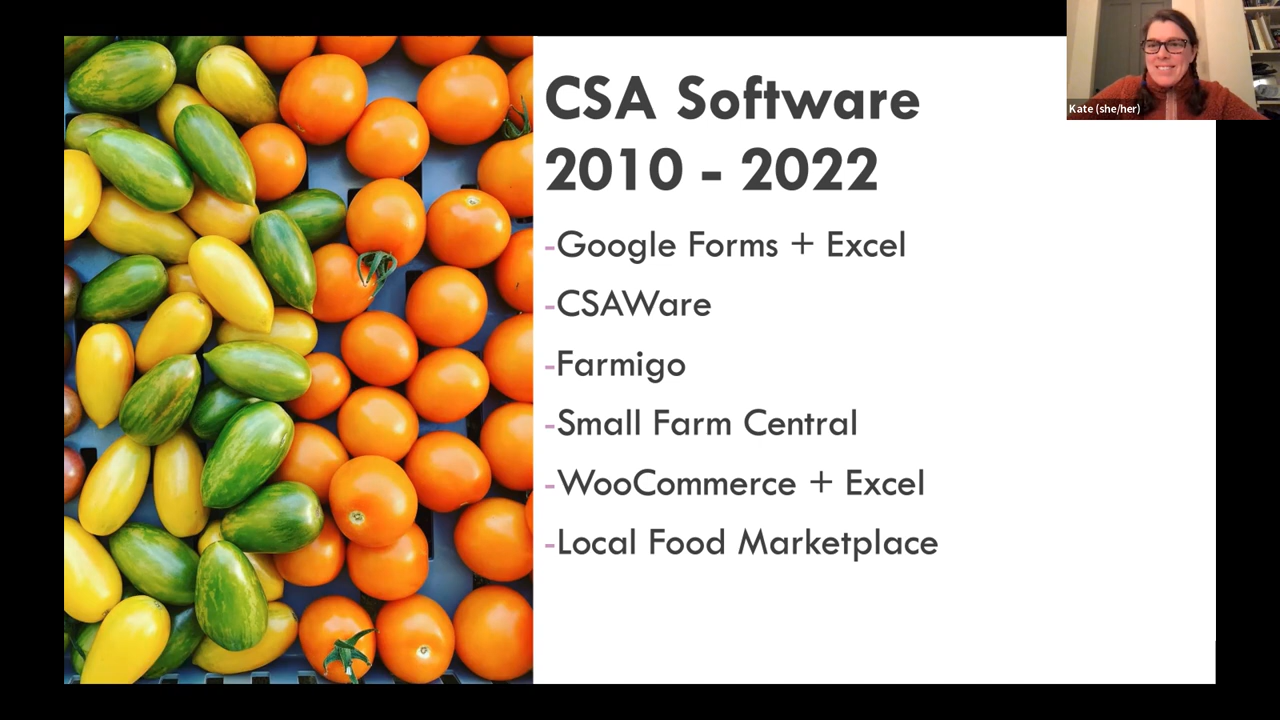 CSA Software
2010 - 2022
-Google Forms + Excel
-CSAWare
-Farmigo
-Small Farm Central
-WooCommerce + Excel
-Local Food Marketplace
Kate (she/her)